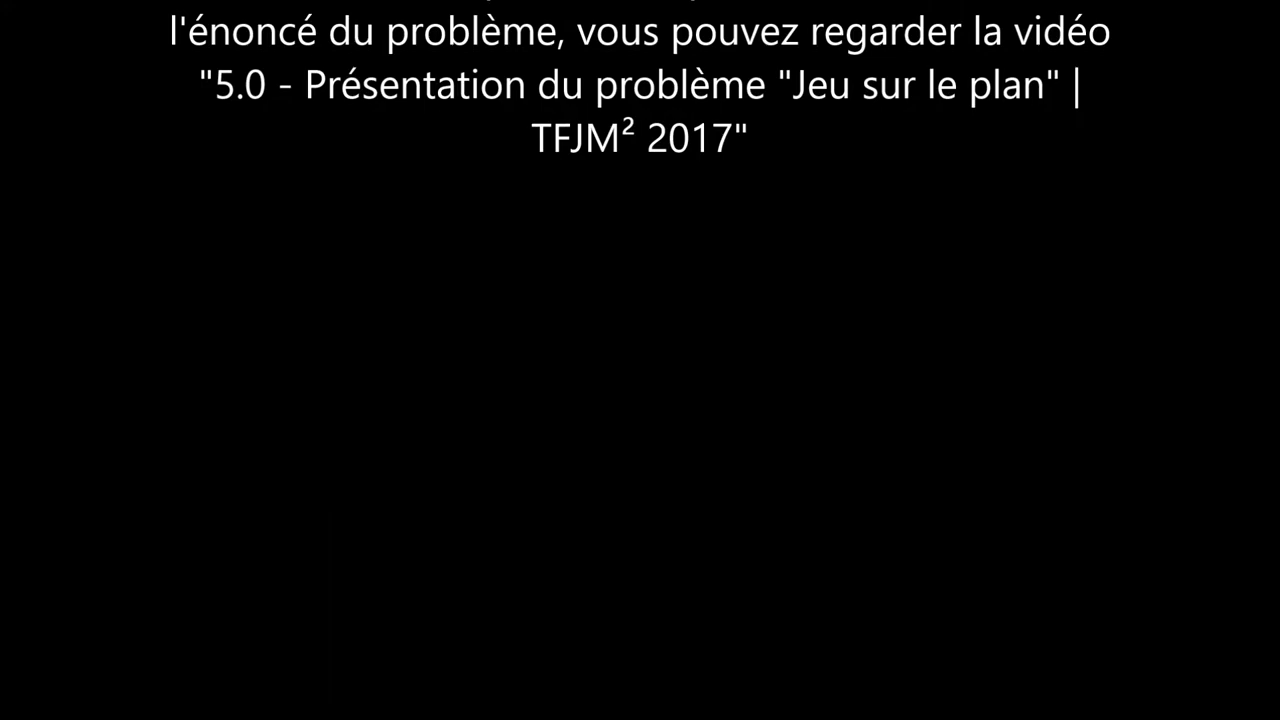 l'énoncé du problème, vous pouvez regarder la vidéo
"5.0 - Présentation du problème "Jeu sur le plan" |
TFJM² 2017"